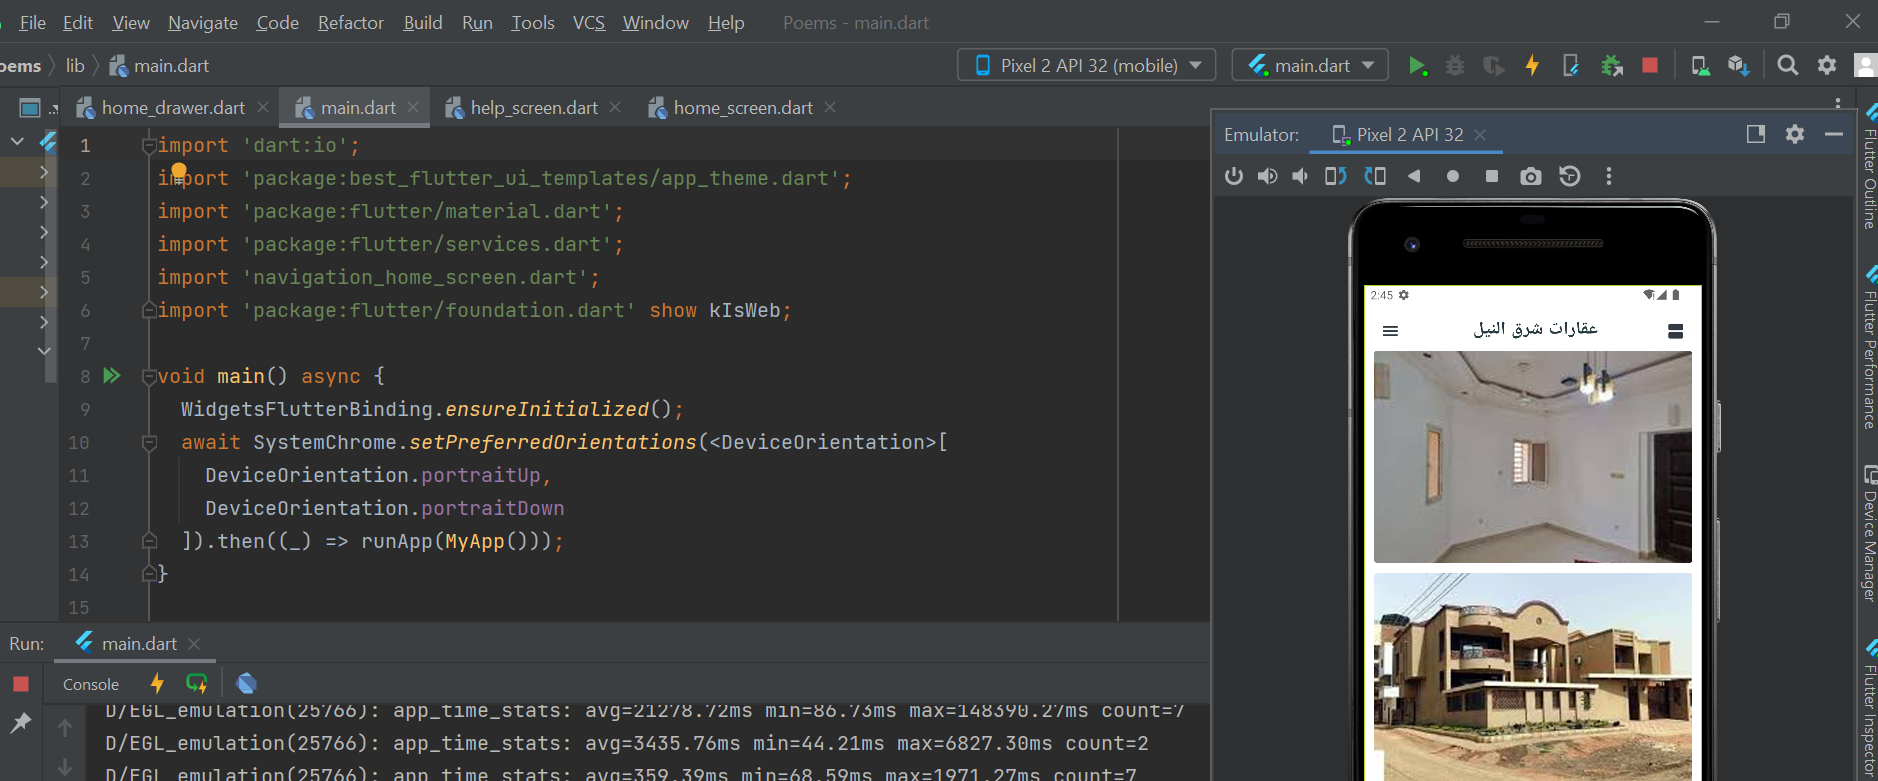 File Edit View Navigate Code Refactor Build Run Tools VCS Window Help Poems - main.dart
oems lib main.dart Pixel 2 API 32 (mobile) main.dart
.. home_drawer.dart main.dart help_screen.dart home_screen.dart
1 import 'dart:io';
2 import 'package:best_flutter_ui_templates/app_theme.dart';
3 import 'package:flutter/material.dart';
4 import 'package:flutter/services.dart';
5 import 'navigation_home_screen.dart';
6 import 'package:flutter/foundation.dart' show kIsWeb;
7
8 void main() async {
9 WidgetsFlutterBinding.ensureInitialized();
10 await SystemChrome.setPreferredOrientations(<DeviceOrientation>[
11 DeviceOrientation.portraitUp,
12 DeviceOrientation.portraitDown
13 ]).then((_) => runApp(MyApp()));
14 }
15
Run: main.dart
Console
D/EGL_emulation(25766): app_time_stats: avg=21278.72ms min=86.73ms max=148390.27ms count=7
D/EGL_emulation(25766): app_time_stats: avg=3435.76ms min=44.21ms max=6827.30ms count=2
D/EGL_emulation(25766): app_time_stats: avg=359.39ms min=68.59ms max=1971.27ms count=7
Emulator: Pixel 2 API 32
2:45
عقارات شرق النيل
Flutter Outline
Flutter Performance
Device Manager
Flutter Inspector